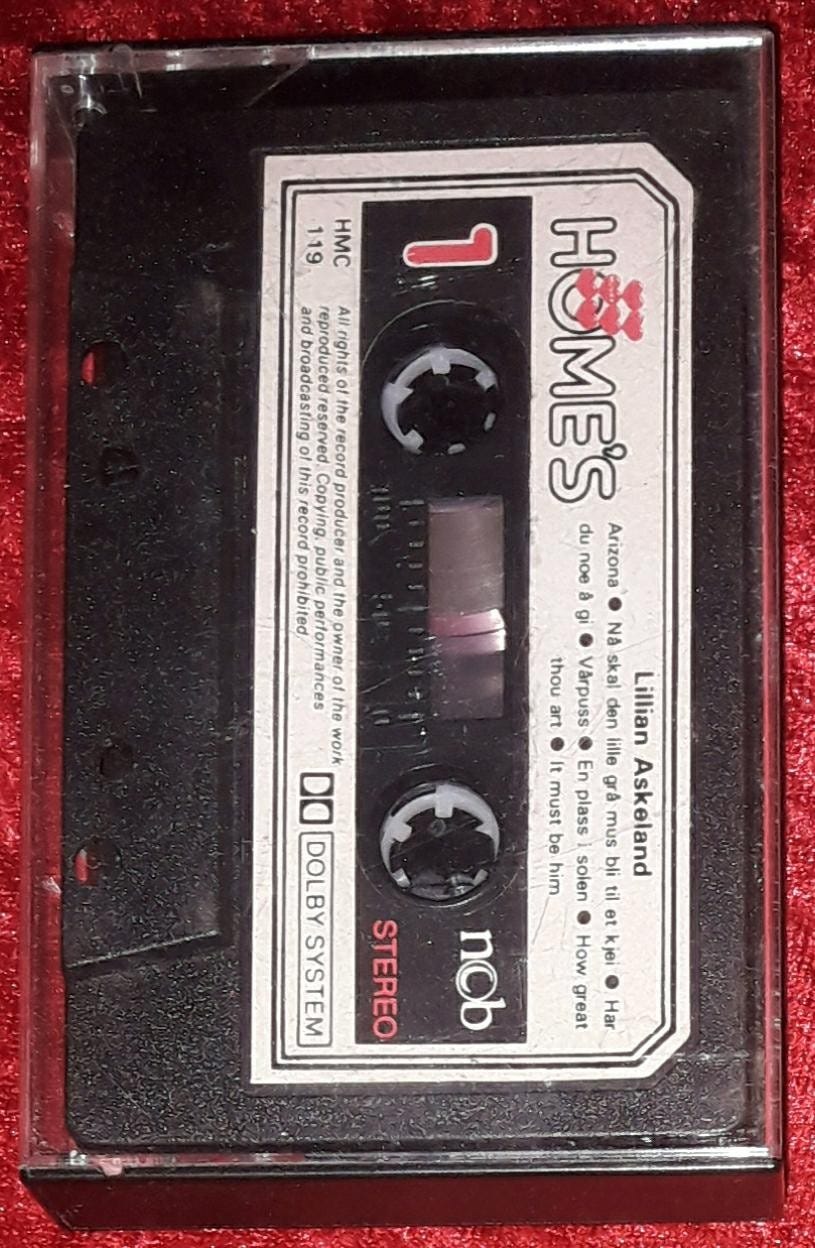 HOME'S
Lillian Askeland
Arizona ● Nå skal den lille grå mus bli til et kjei ● Har
du noe å gi ● Vårpuss ● En plass i solen ● How great
thou art ● It must be him
1
ncb
STEREO
HMC
119
All rights of the record producer and the owner of the work
reproduced reserved. Copying, public performances
and broadcasting of this record prohibited.
DOLBY SYSTEM